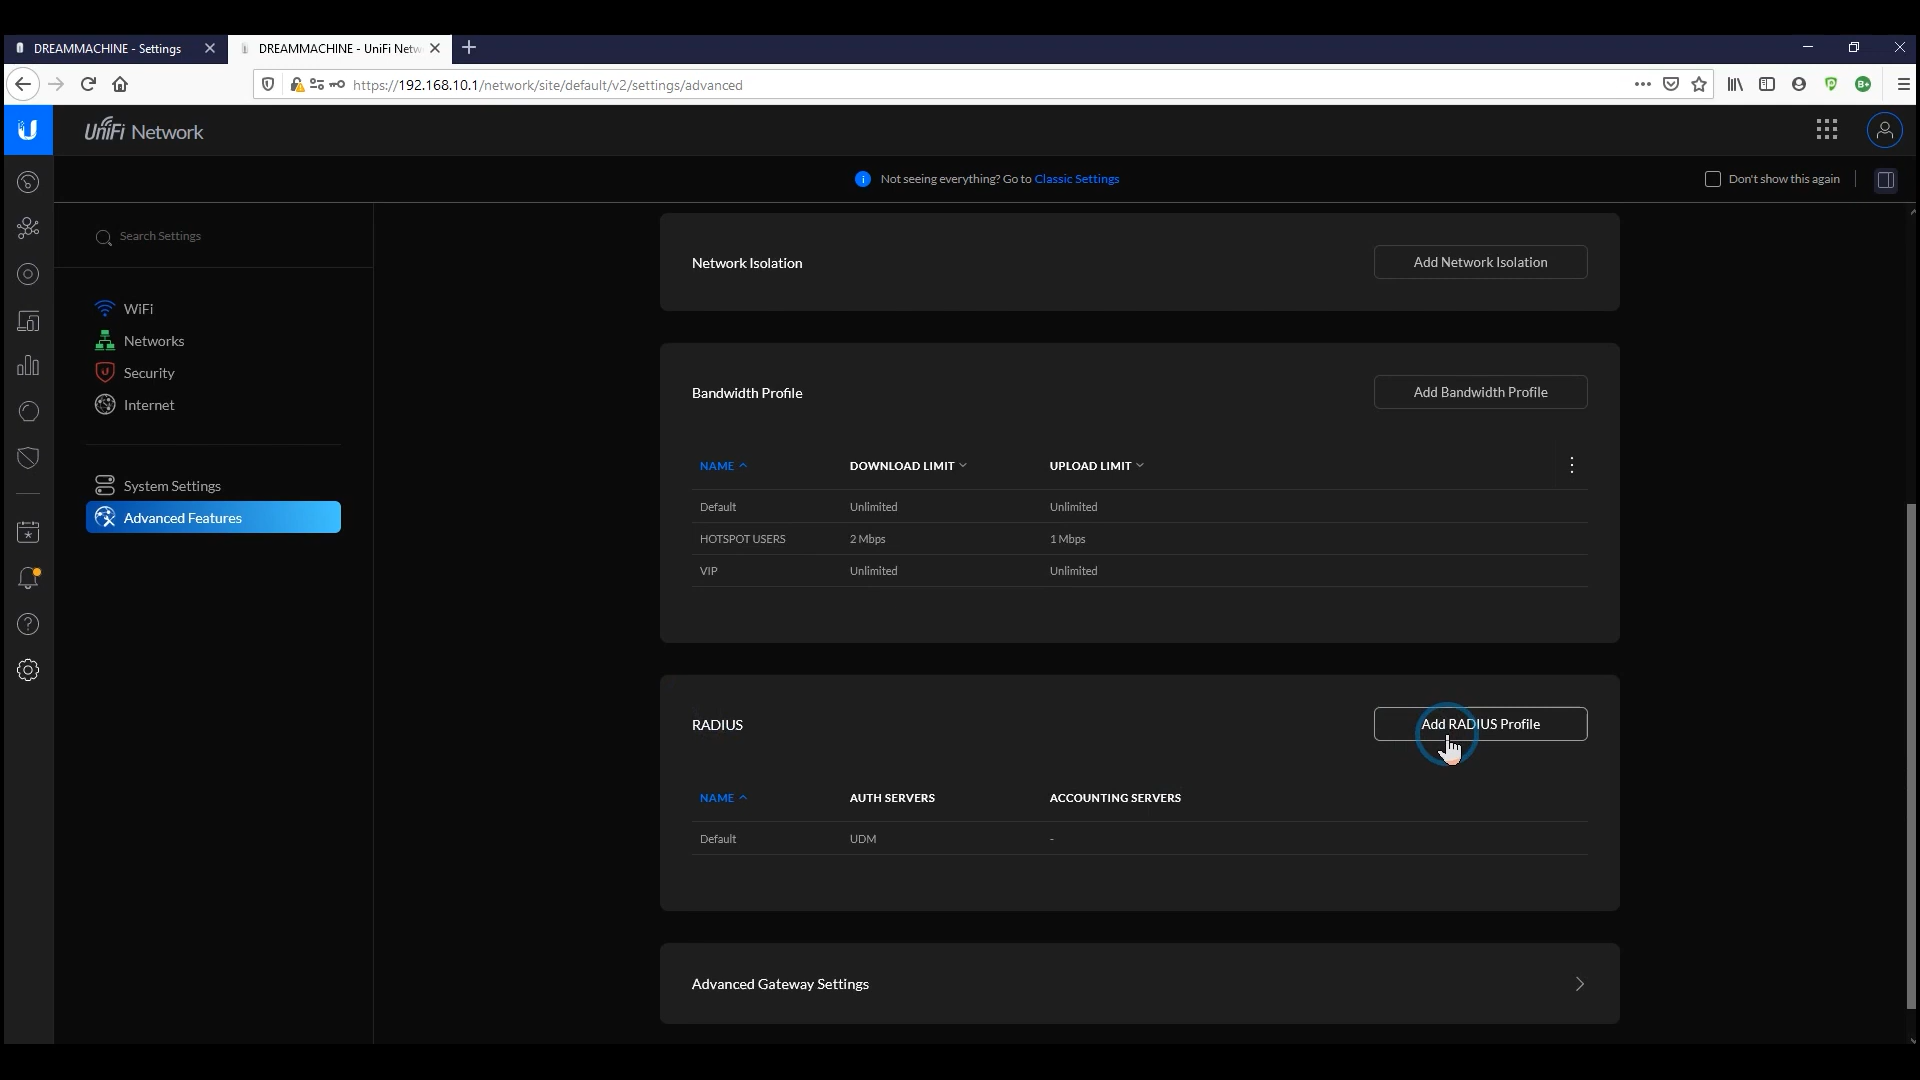 DREAMMACHINE - Settings
DREAMMACHINE - UniFi Netw
https://192.168.10.1/network/site/default/v2/settings/advanced
UniFi Network
Not seeing everything? Go to Classic Settings
Don't show this again
Search Settings
WiFi
Networks
Security
Internet
System Settings
Advanced Features
Network Isolation
Add Network Isolation
Bandwidth Profile
Add Bandwidth Profile
NAME DOWNLOAD LIMIT UPLOAD LIMIT
Default Unlimited Unlimited
HOTSPOT USERS 2 Mbps 1 Mbps
VIP Unlimited Unlimited
RADIUS
Add RADIUS Profile
NAME AUTH SERVERS ACCOUNTING SERVERS
Default UDM -
Advanced Gateway Settings